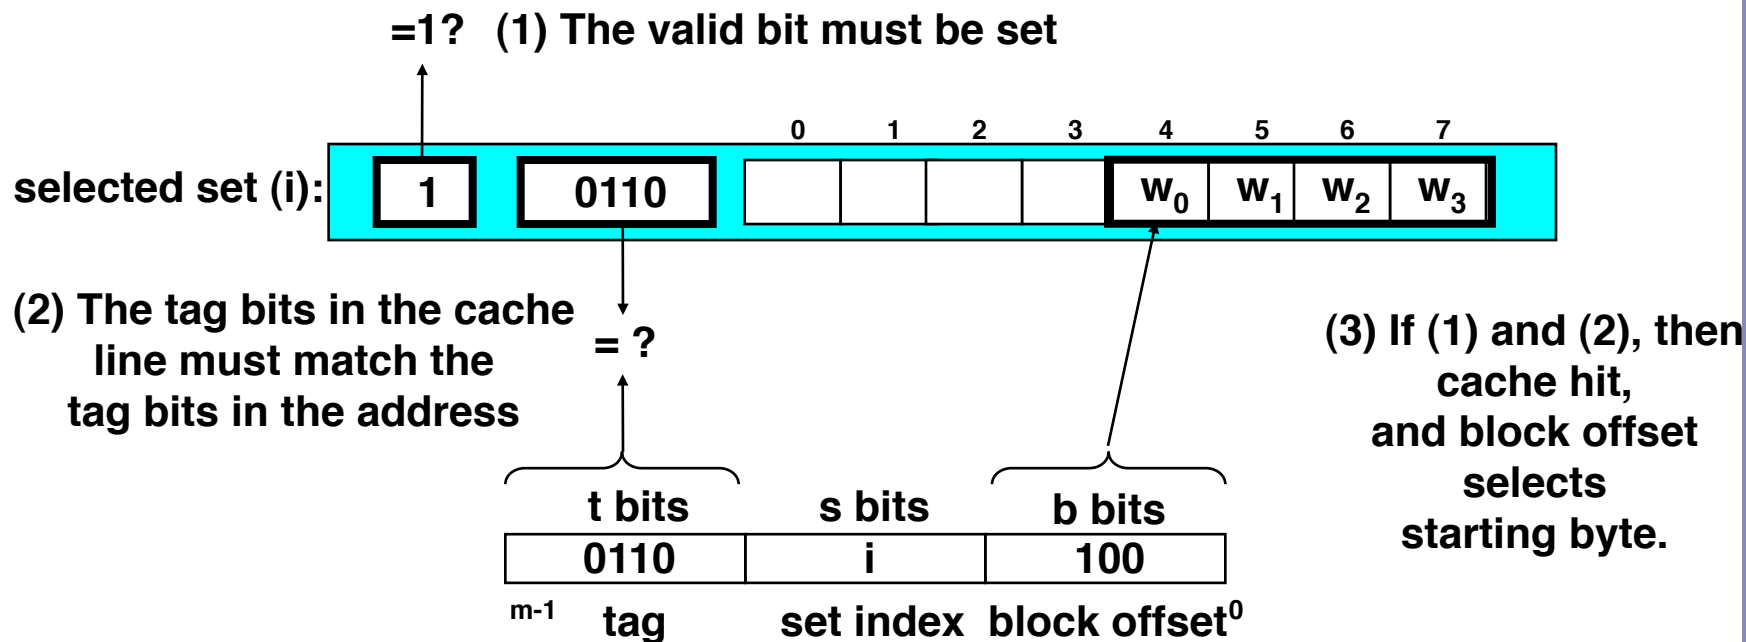 =1? (1) The valid bit must be set
0 1 2 3 4 5 6 7
selected set (i): 1 0110 w0 w1 w2 w3
(2) The tag bits in the cache
line must match the
tag bits in the address
= ?
(3) If (1) and (2), then
cache hit,
and block offset
selects
starting byte.
t bits s bits b bits
0110 i 100
m-1 tag set index block offset0